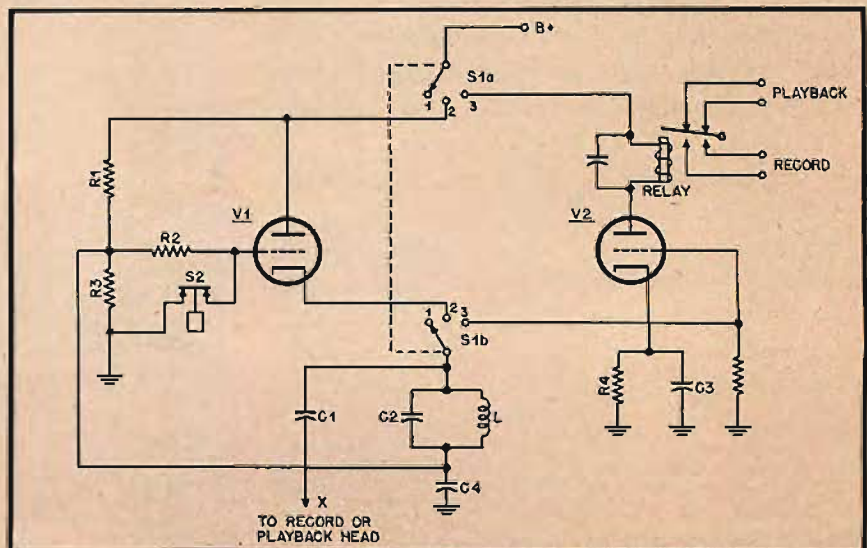 B+
S1a
1
2
3
PLAYBACK
RECORD
RELAY
R1
V1
V2
R2
R3
S2
1
2
3
S1b
C1
C2
L
R4
C3
C4
X
TO RECORD OR
PLAYBACK HEAD